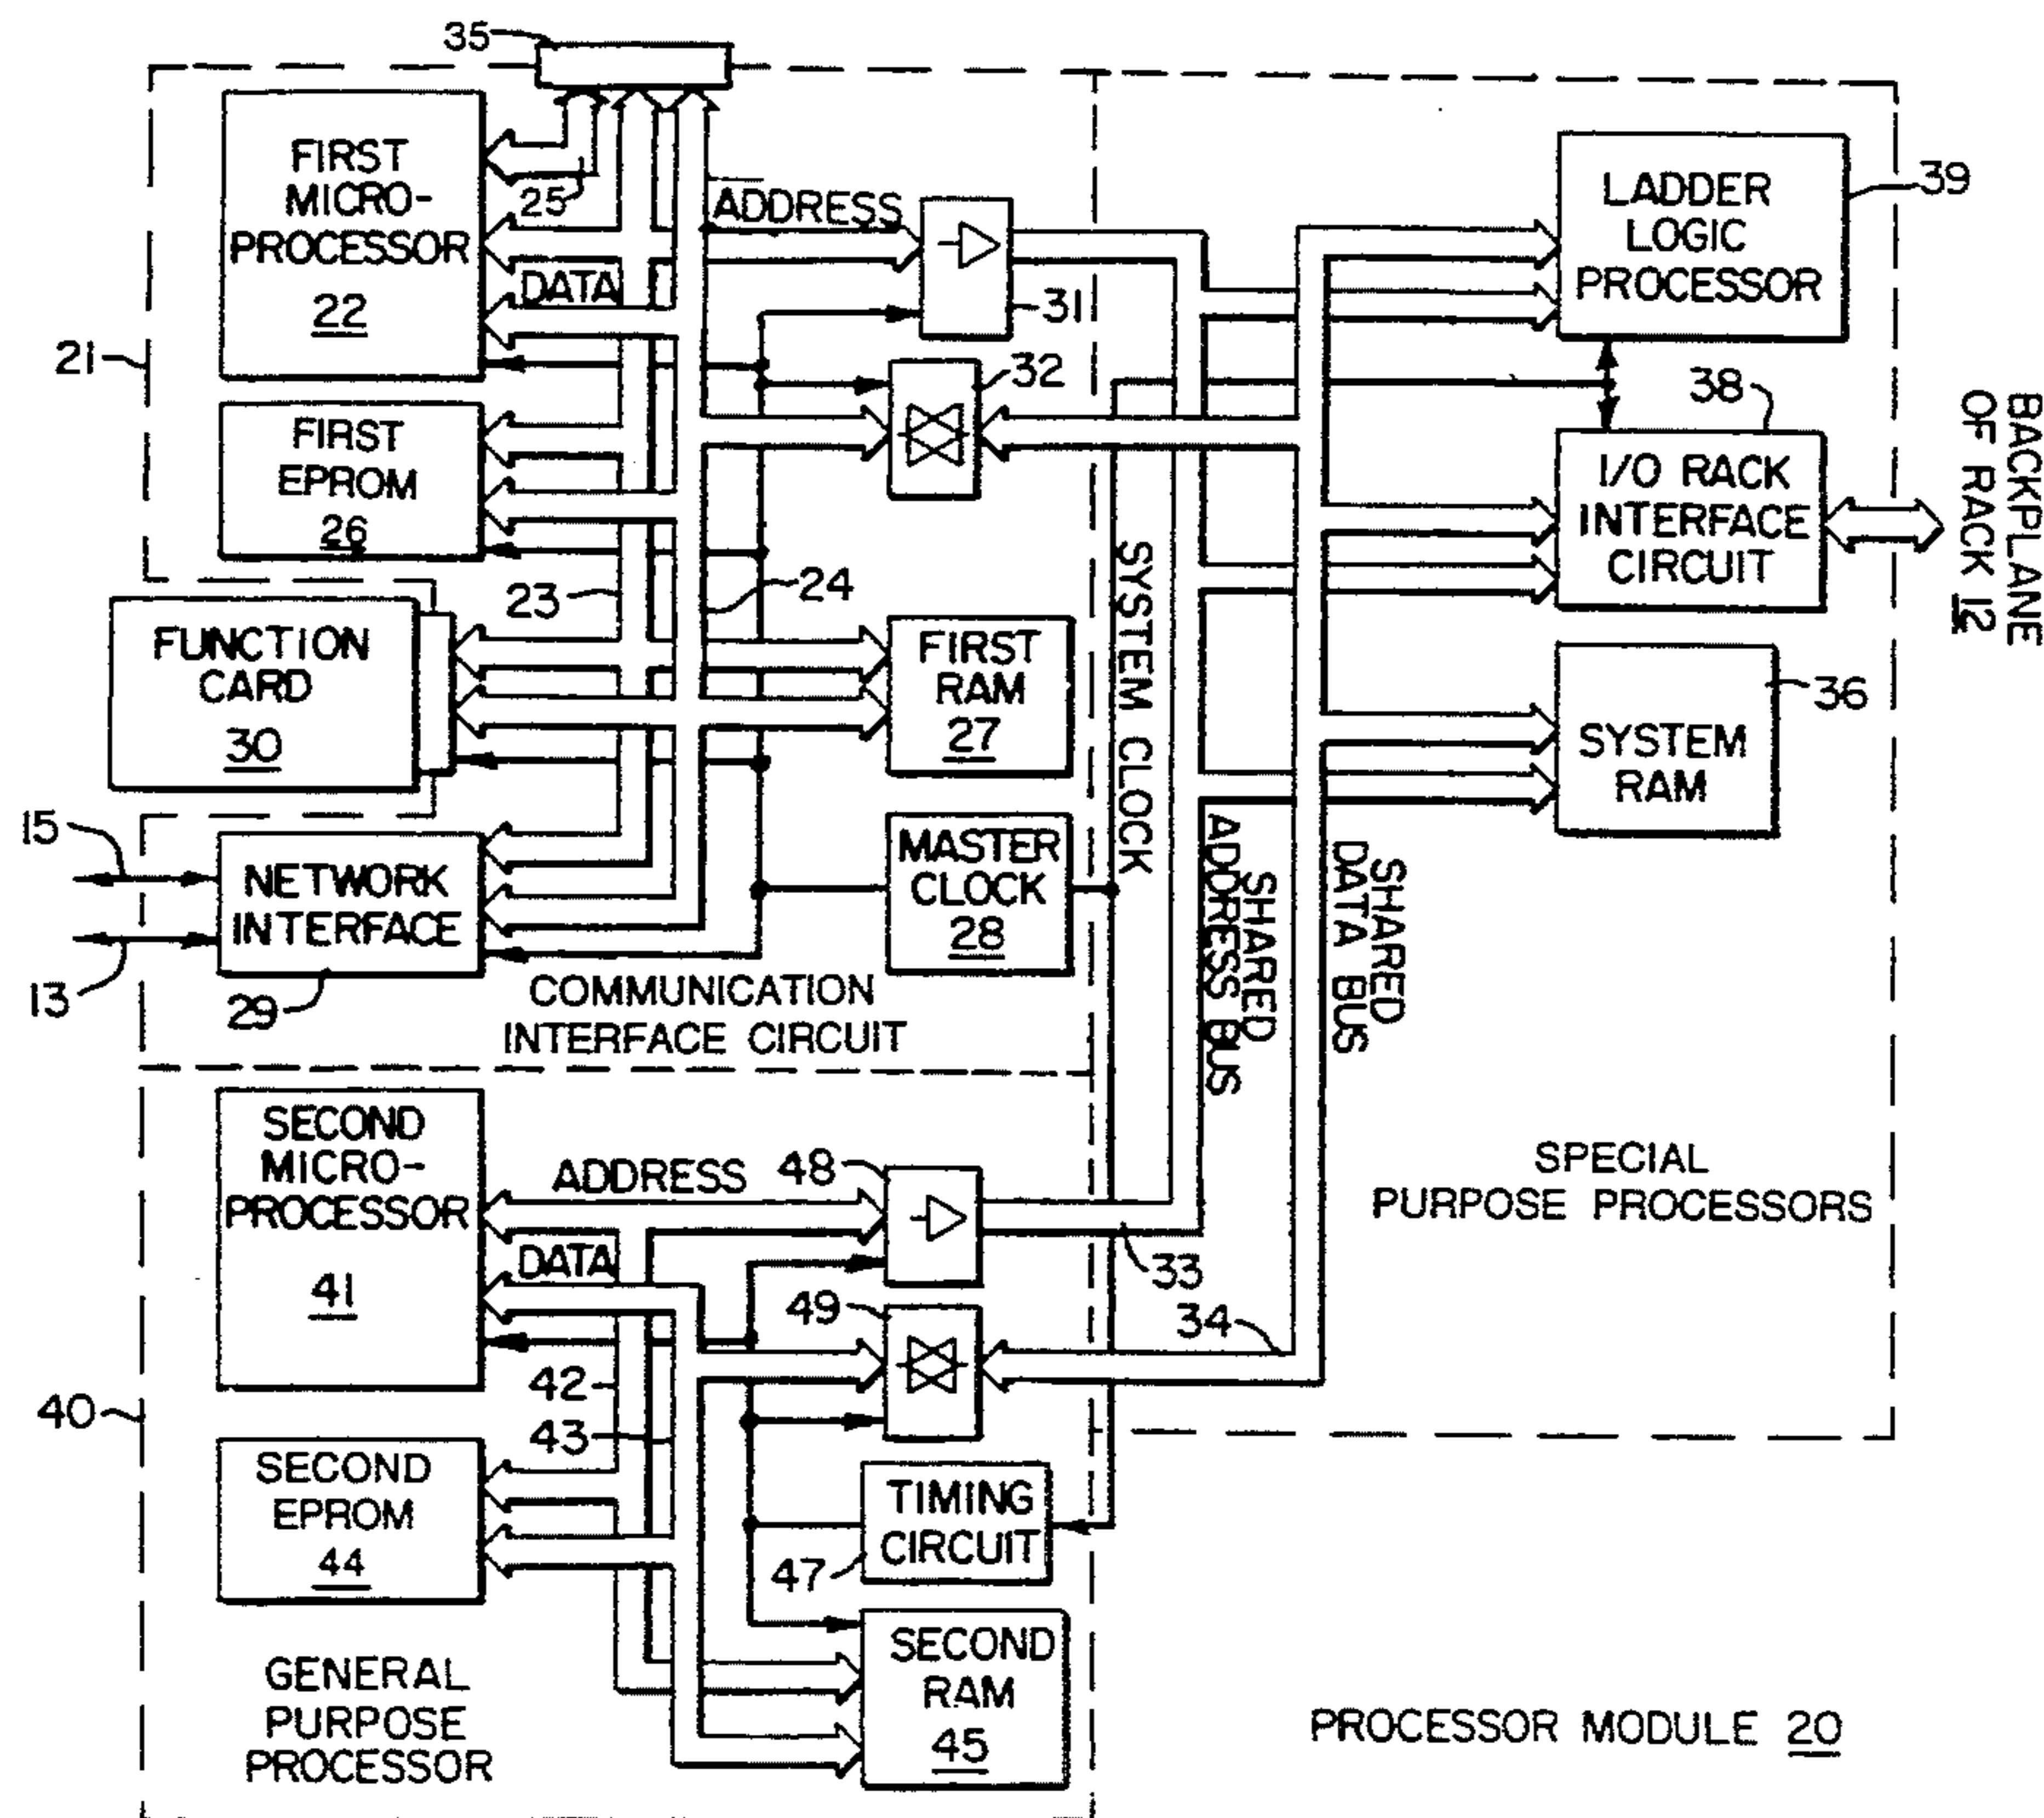 35
FIRST
MICRO-
PROCESSOR
22
25
ADDRESS
DATA
31
32
21
FIRST
EPROM
26
23
24
FUNCTION
CARD
30
FIRST
RAM
27
15
13
NETWORK
INTERFACE
29
MASTER
CLOCK
28
COMMUNICATION
INTERFACE CIRCUIT
SYSTEM CLOCK
SHARED
ADDRESS BUS
SHARED
DATA BUS
LADDER
LOGIC
PROCESSOR
39
38
I/O RACK
INTERFACE
CIRCUIT
BACKPLANE
OF RACK 12
SYSTEM
RAM
36
SPECIAL
PURPOSE PROCESSORS
SECOND
MICRO-
PROCESSOR
41
ADDRESS
48
DATA
33
49
34
40
42
43
SECOND
EPROM
44
TIMING
CIRCUIT
47
SECOND
RAM
45
GENERAL
PURPOSE
PROCESSOR
PROCESSOR MODULE 20